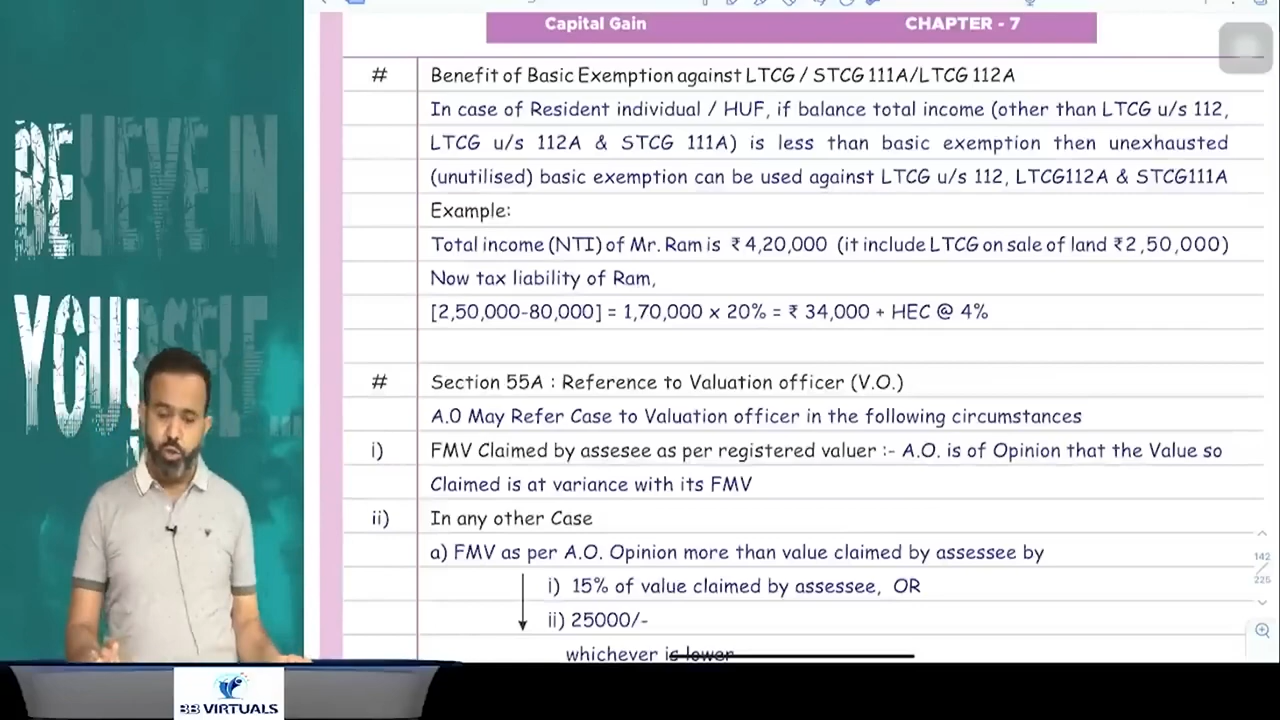 Capital Gain CHAPTER - 7
# Benefit of Basic Exemption against LTCG / STCG 111A/LTCG 112A
In case of Resident individual / HUF, if balance total income (other than LTCG u/s 112,
LTCG u/s 112A & STCG 111A) is less than basic exemption then unexhausted
(unutilised) basic exemption can be used against LTCG u/s 112, LTCG112A & STCG111A
Example:
Total income (NTI) of Mr. Ram is ₹ 4,20,000 (it include LTCG on sale of land ₹ 2,50,000)
Now tax liability of Ram,
[2,50,000-80,000] = 1,70,000 x 20% = ₹ 34,000 + HEC @ 4%
# Section 55A : Reference to Valuation officer (V.O.)
A.O May Refer Case to Valuation officer in the following circumstances
i) FMV Claimed by assesee as per registered valuer :- A.O. is of Opinion that the Value so
Claimed is at variance with its FMV
ii) In any other Case
a) FMV as per A.O. Opinion more than value claimed by assessee by
i) 15% of value claimed by assessee, OR
ii) 25000/-
whichever is lower
142
225
BELIEVE IN
YOURSELF...
BB VIRTUALS